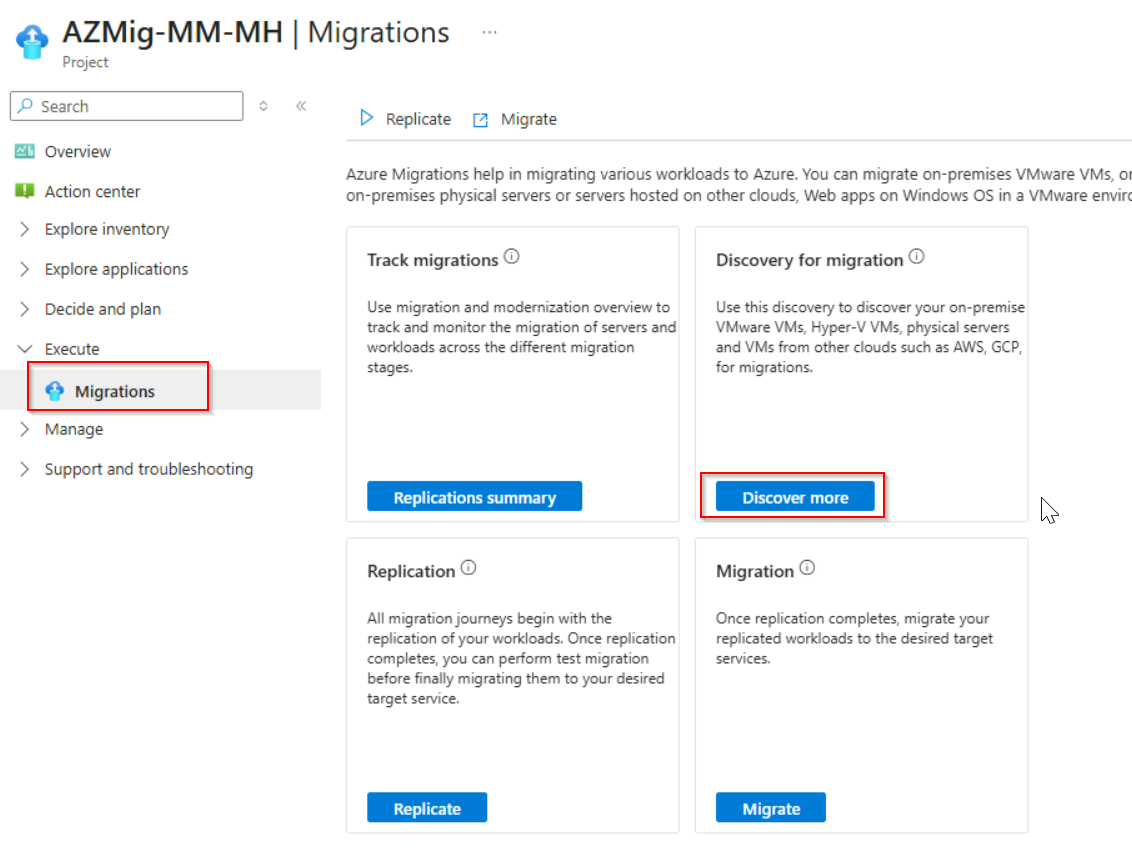 AZMig-MM-MH | Migrations ...
Project
Search
Overview
Action center
Explore inventory
Explore applications
Decide and plan
Execute
Migrations
Manage
Support and troubleshooting
Replicate
Migrate
Azure Migrations help in migrating various workloads to Azure. You can migrate on-premises VMware VMs, or
on-premises physical servers or servers hosted on other clouds, Web apps on Windows OS in a VMware
Track migrations
Use migration and modernization overview to
track and monitor the migration of servers and
workloads across the different migration
stages.
Replications summary
Discovery for migration
Use this discovery to discover your on-premise
VMware VMs, Hyper-V VMs, physical servers
and VMs from other clouds such as AWS, GCP,
for migrations.
Discover more
Replication
All migration journeys begin with the
replication of your workloads. Once replication
completes, you can perform test migration
before finally migrating them to your desired
target service.
Replicate
Migration
Once replication completes, migrate your
replicated workloads to the desired target
services.
Migrate